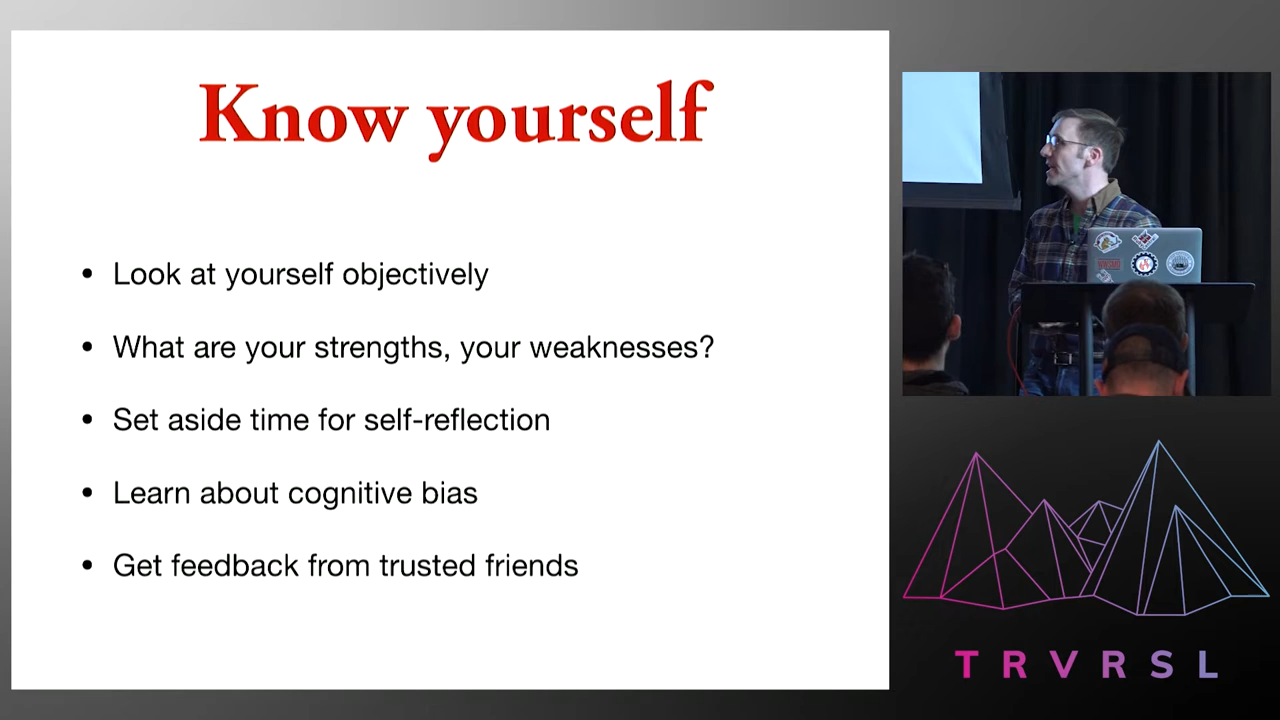 Know yourself
• Look at yourself objectively
• What are your strengths, your weaknesses?
• Set aside time for self-reflection
• Learn about cognitive bias
• Get feedback from trusted friends
TRVRSL